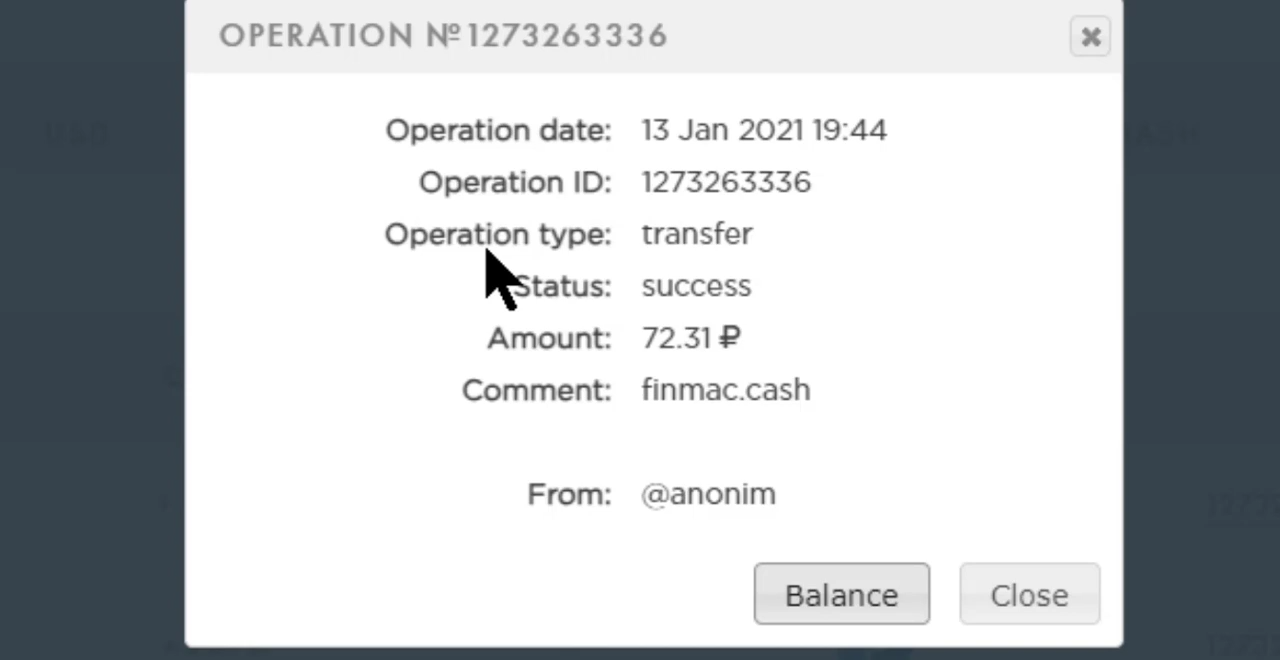 OPERATION №1273263336
Operation date: 13 Jan 2021 19:44
Operation ID: 1273263336
Operation type: transfer
Status: success
Amount: 72.31 ₽
Comment: finmac.cash
From: @anonim
Balance Close